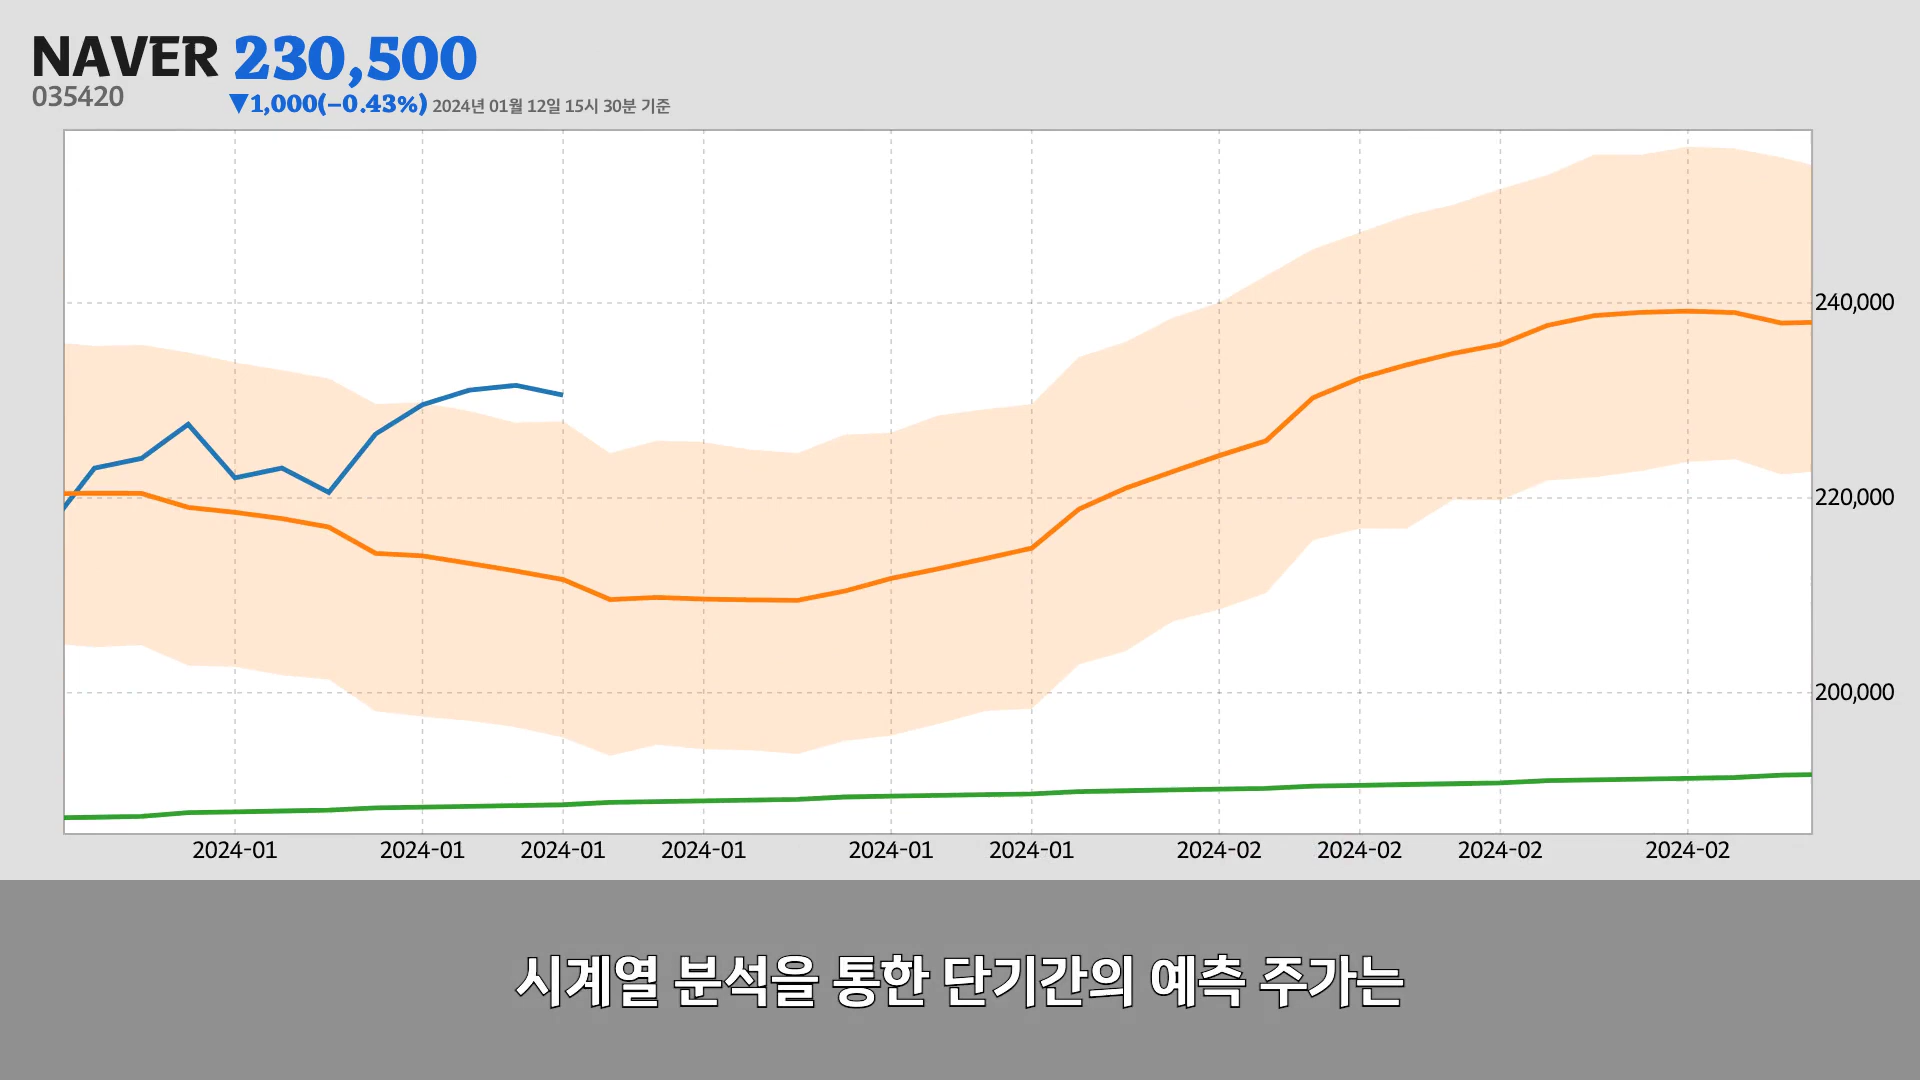 NAVER 230,500
035420 ▼1,000(−0.43%) 2024년 01월 12일 15시 30분 기준
240,000
220,000
200,000
2024-01 2024-01 2024-01 2024-01 2024-01 2024-01 2024-02 2024-02 2024-02 2024-02
시계열 분석을 통한 단기간의 예측 주가는